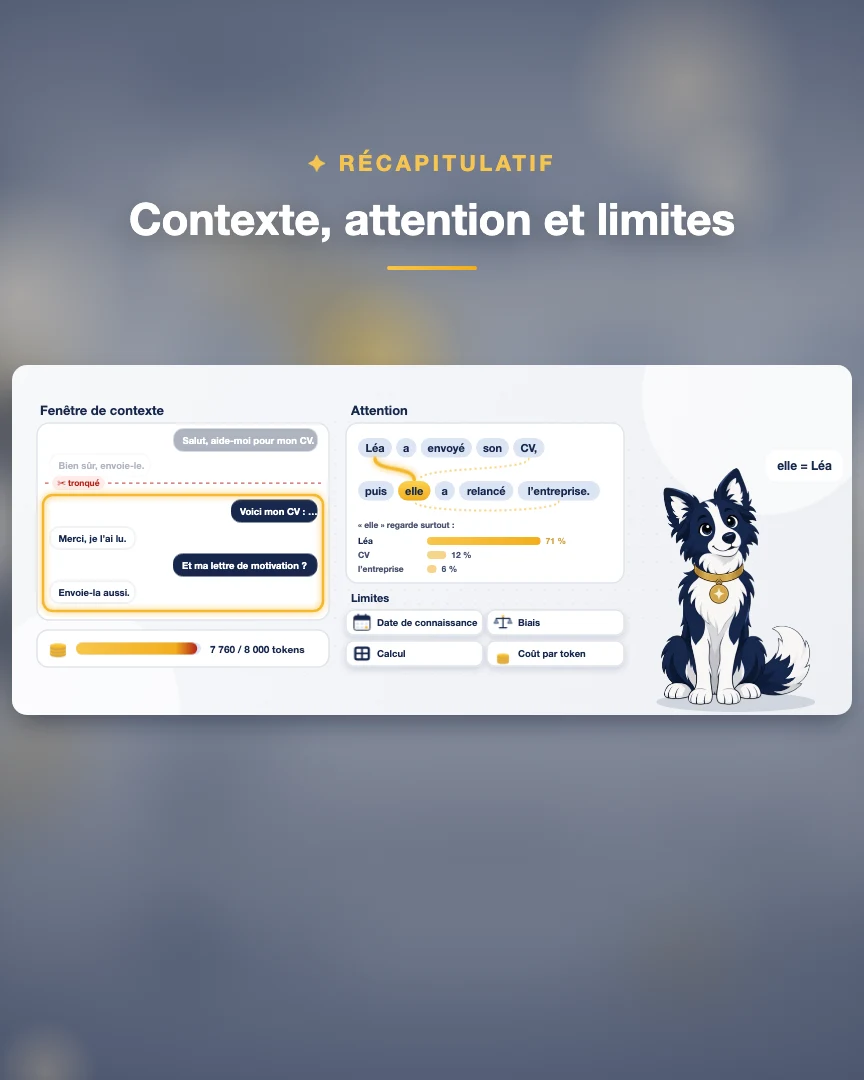 RÉCAPITULATIF
Contexte, attention et limites
Fenêtre de contexte
Salut, aide-moi pour mon CV.
Bien sûr, envoie-le.
tronqué
Voici mon CV : ...
Merci, je l'ai lu.
Et ma lettre de motivation ?
Envoie-la aussi.
7 760 / 8 000 tokens
Attention
Léa a envoyé son CV,
puis elle a relancé l'entreprise.
« elle » regarde surtout :
Léa 71 %
CV 12 %
l'entreprise 6 %
Limites
Date de connaissance
Biais
Calcul
Coût par token
elle = Léa